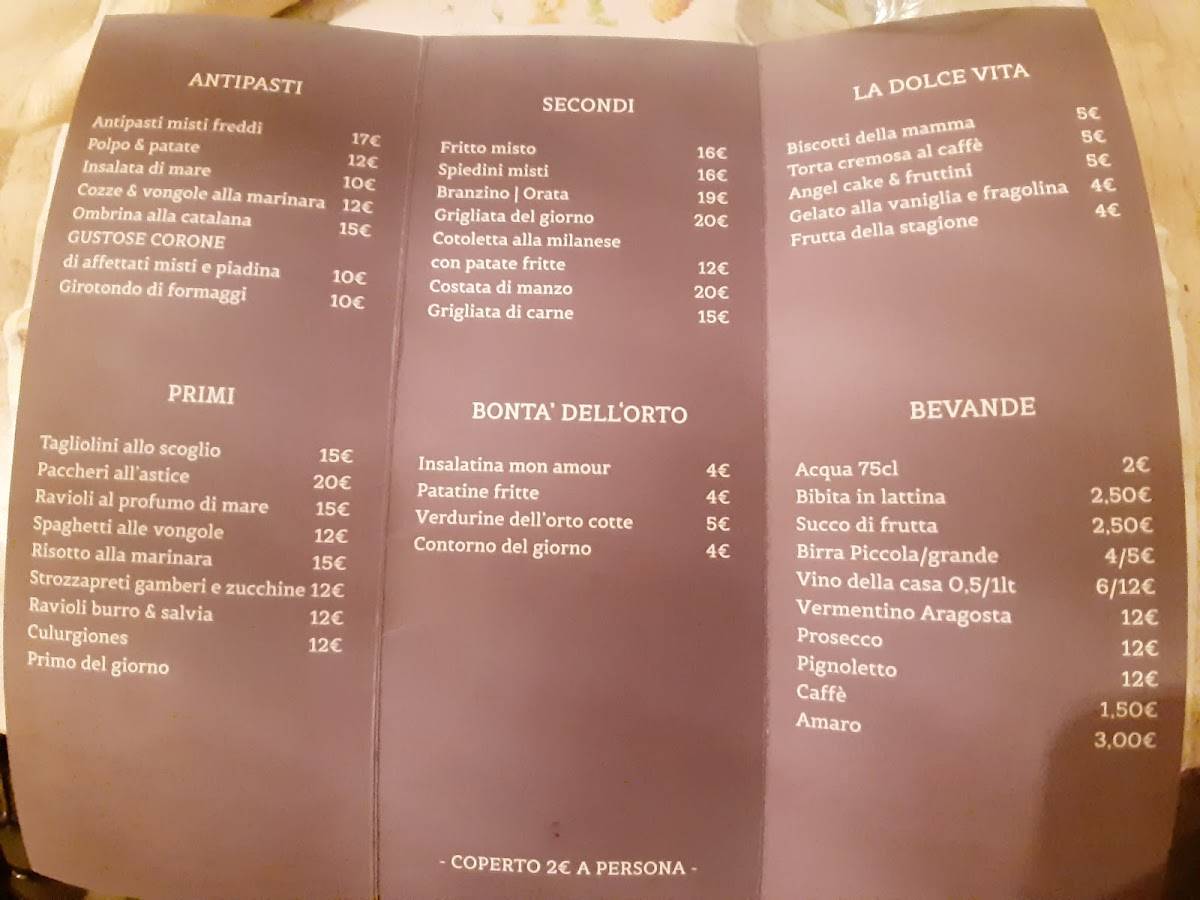 ANTIPASTI
Antipasti misti freddi 17€
Polpo & patate 12€
Insalata di mare 10€
Cozze & vongole alla marinara 12€
Ombrina alla catalana 15€
GUSTOSE CORONE
di affettati misti e piadina 10€
Girotondo di formaggi 10€
PRIMI
Tagliolini allo scoglio 15€
Paccheri all'astice 20€
Ravioli al profumo di mare 15€
Spaghetti alle vongole 12€
Risotto alla marinara 15€
Strozzapreti gamberi e zucchine 12€
Ravioli burro & salvia 12€
Culurgiones 12€
Primo del giorno
SECONDI
Fritto misto 16€
Spiedini misti 16€
Branzino | Orata 19€
Grigliata del giorno 20€
Cotoletta alla milanese
con patate fritte 12€
Costata di manzo 20€
Grigliata di carne 15€
BONTA' DELL'ORTO
Insalatina mon amour 4€
Patatine fritte 4€
Verdurine dell'orto cotte 5€
Contorno del giorno 4€
- COPERTO 2€ A PERSONA -
LA DOLCE VITA
Biscotti della mamma 5€
Torta cremosa al caffè 5€
Angel cake & fruttini 5€
Gelato alla vaniglia e fragolina 4€
Frutta della stagione 4€
BEVANDE
Acqua 75cl 2€
Bibita in lattina 2,50€
Succo di frutta 2,50€
Birra Piccola/grande 4/5€
Vino della casa 0,5/1lt 6/12€
Vermentino Aragosta 12€
Prosecco 12€
Pignoletto 12€
Caffè 1,50€
Amaro 3,00€